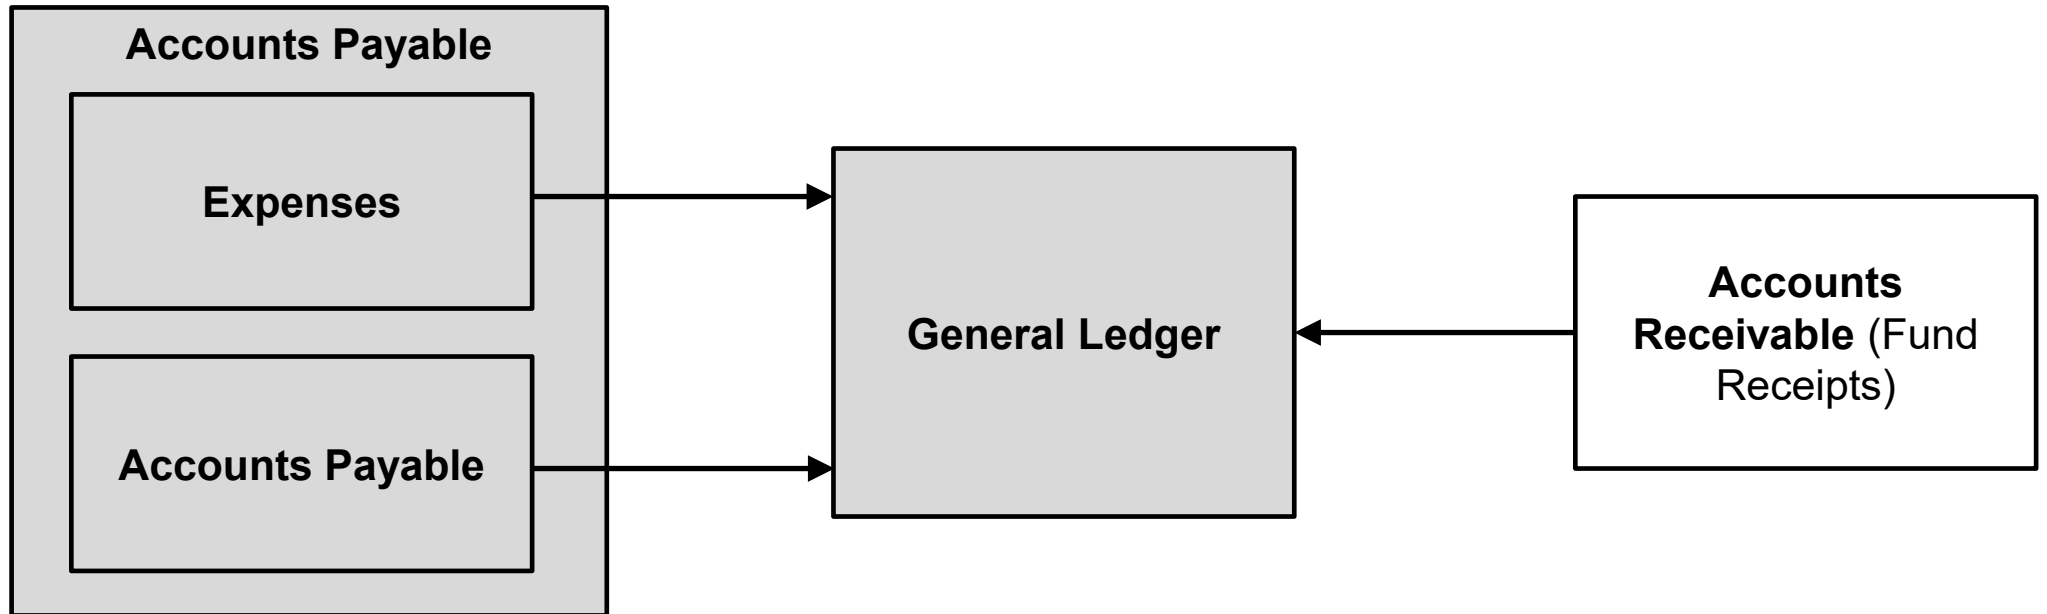 Accounts Payable
Expenses
Accounts Payable
General Ledger
Accounts
Receivable (Fund
Receipts)